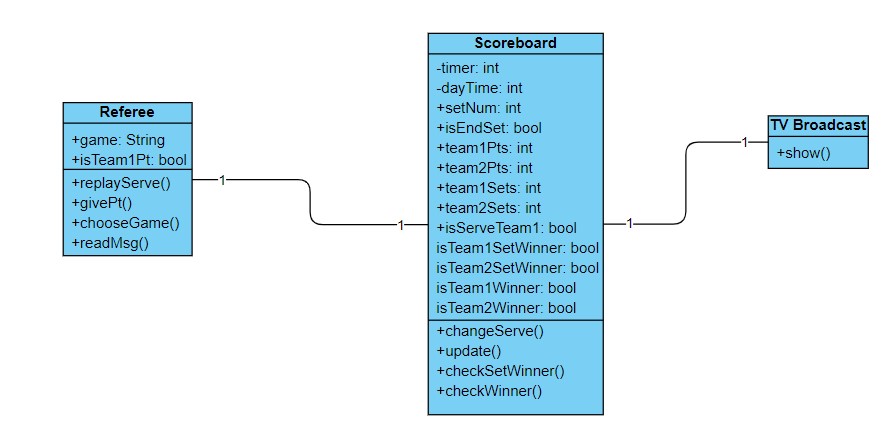 Referee
+game: String
+isTeam1Pt: bool
+replayServe()
+givePt()
+chooseGame()
+readMsg()
1
1
Scoreboard
-timer: int
-dayTime: int
+setNum: int
+isEndSet: bool
+team1Pts: int
+team2Pts: int
+team1Sets: int
+team2Sets: int
+isServeTeam1: bool
isTeam1SetWinner: bool
isTeam2SetWinner: bool
isTeam1Winner: bool
isTeam2Winner: bool
+changeServe()
+update()
+checkSetWinner()
+checkWinner()
1
1
TV Broadcast
+show()